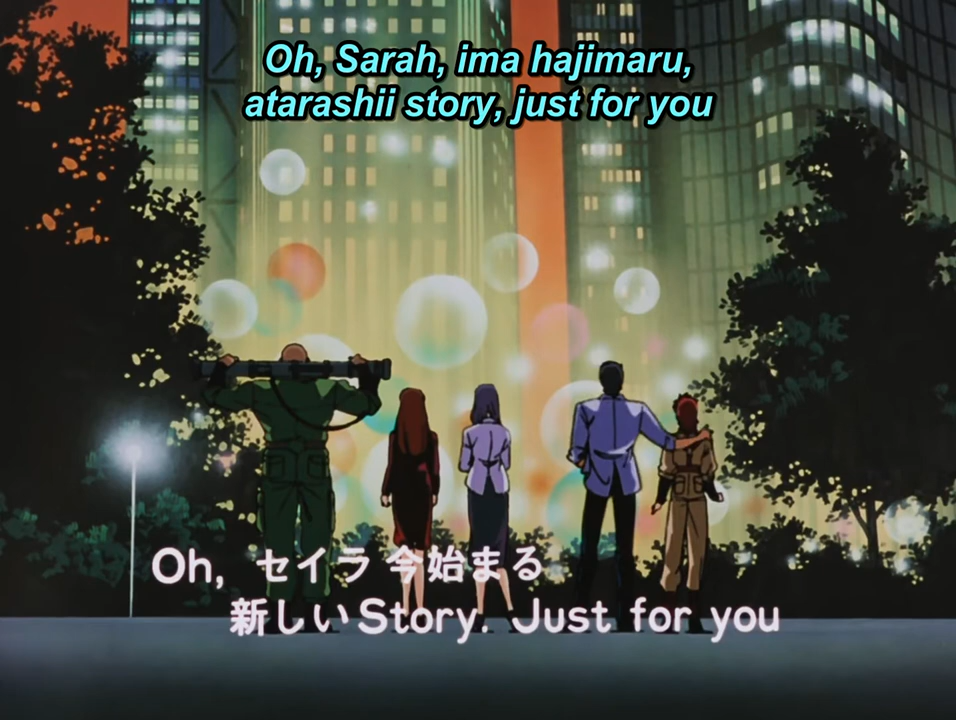 Oh, Sarah, ima hajimaru,
atarashii story, just for you
Oh, セイラ 今始まる
新しいStory. Just for you